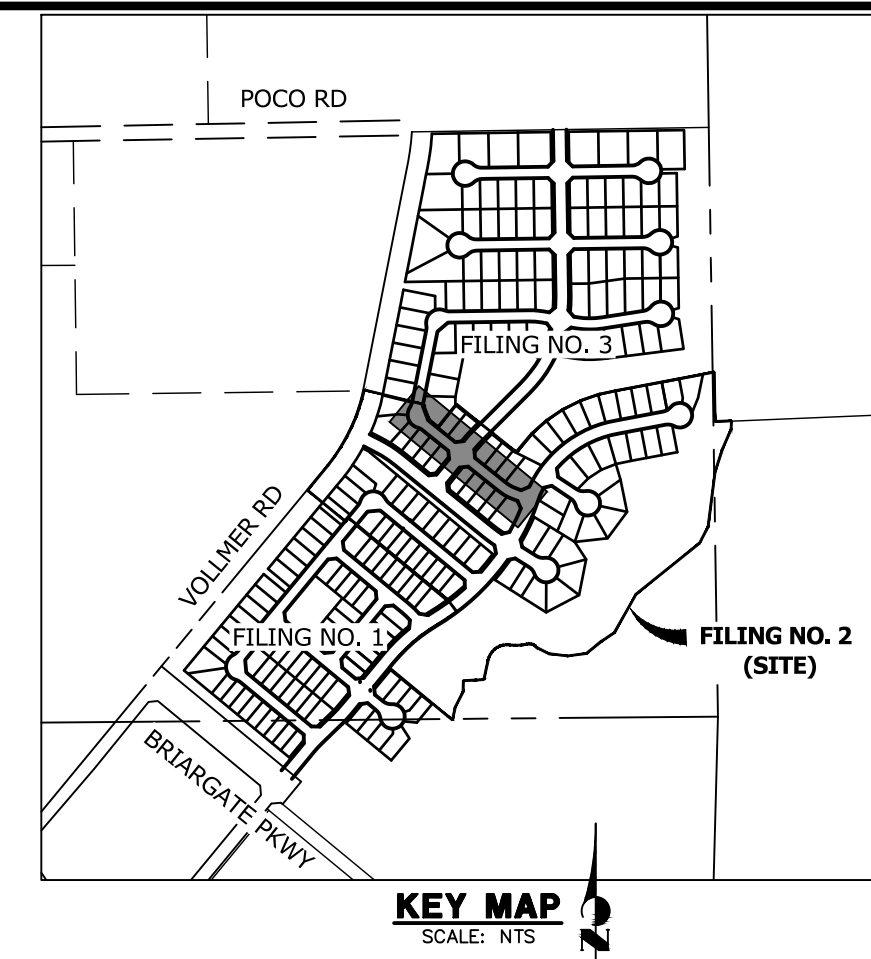 POCO RD
FILING NO. 3
VOLLMER RD
FILING NO. 1
FILING NO. 2
(SITE)
BRIARGATE PKWY
KEY MAP
SCALE: NTS
N